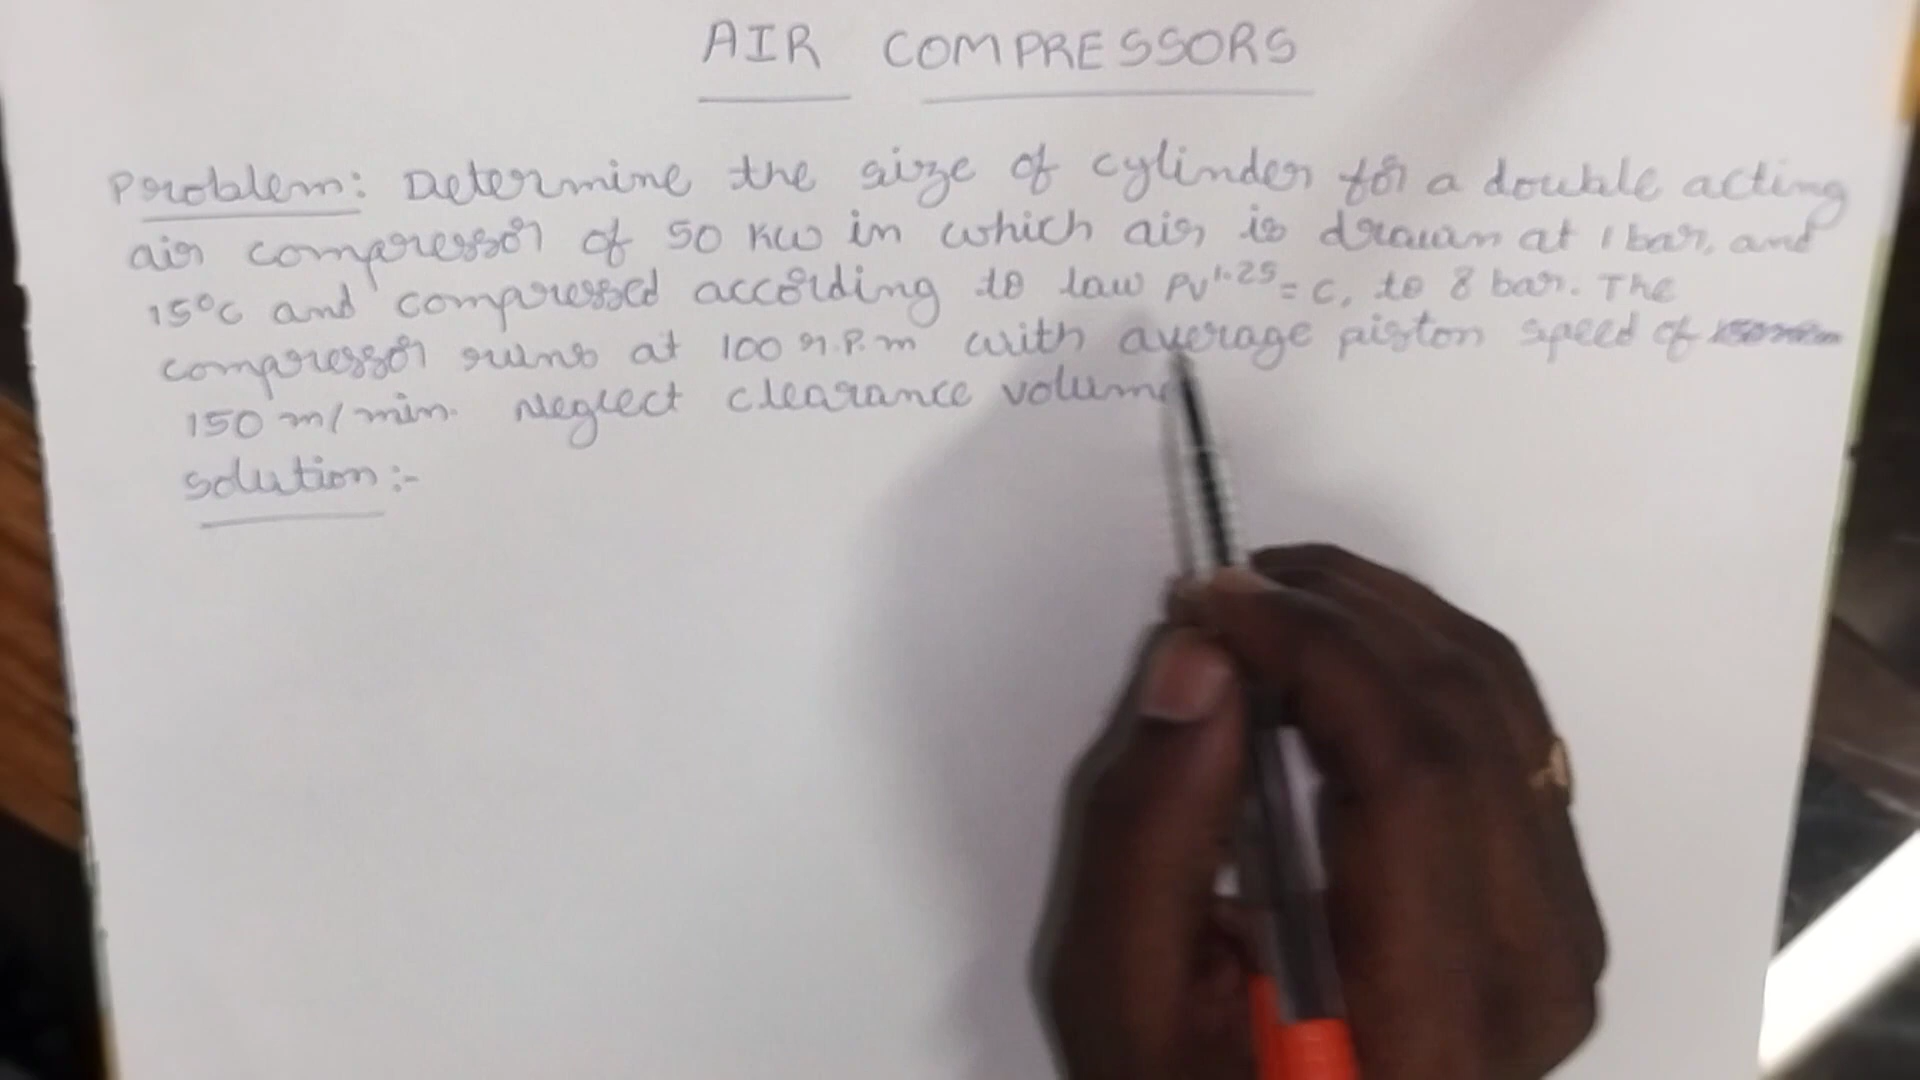 AIR COMPRESSORS
Problem: Determine the size of cylinder for a double acting
air compressor of 50 KW in which air is drawn at 1 bar, and
15°C and compressed according to law PV^1.25 = C, to 8 bar. The
compressor runs at 100 r.P.m with average piston speed of
150 m/min. Neglect clearance volume
Solution :-